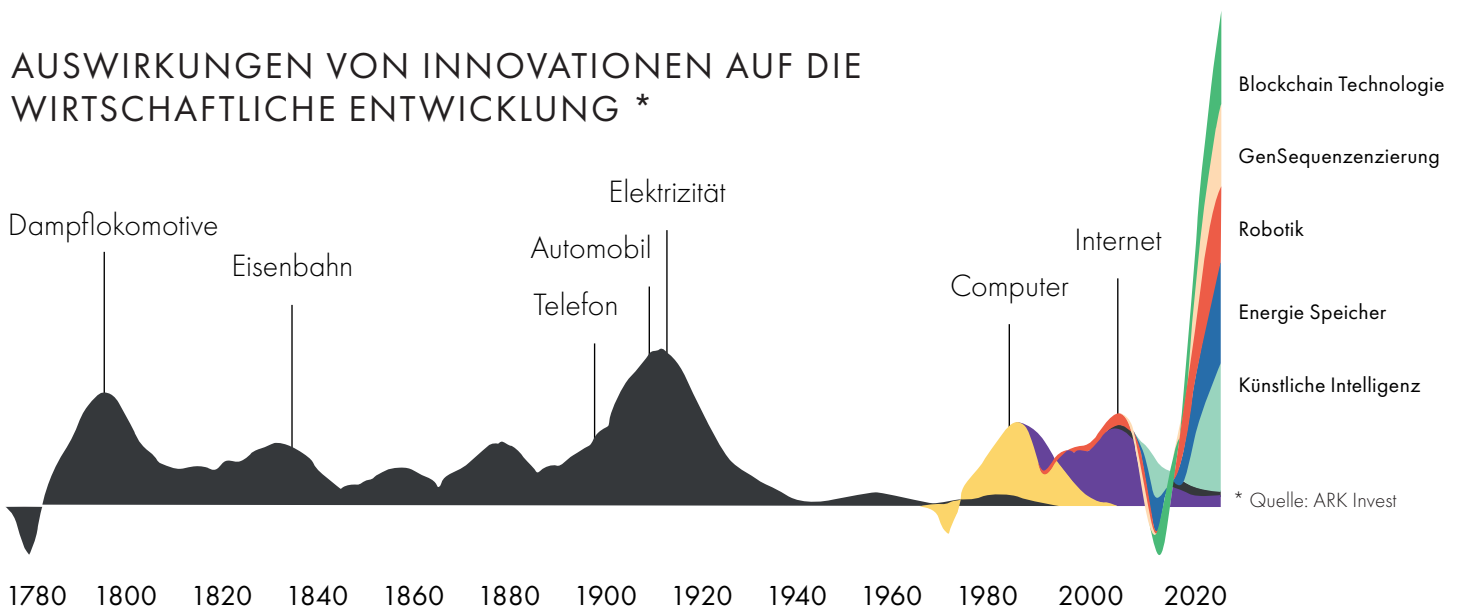 AUSWIRKUNGEN VON INNOVATIONEN AUF DIE
WIRTSCHAFTLICHE ENTWICKLUNG *
Dampflokomotive
Eisenbahn
Telefon
Automobil
Elektrizität
Computer
Internet
Blockchain Technologie
GenSequenzenzierung
Robotik
Energie Speicher
Künstliche Intelligenz
* Quelle: ARK Invest
1780 1800 1820 1840 1860 1880 1900 1920 1940 1960 1980 2000 2020